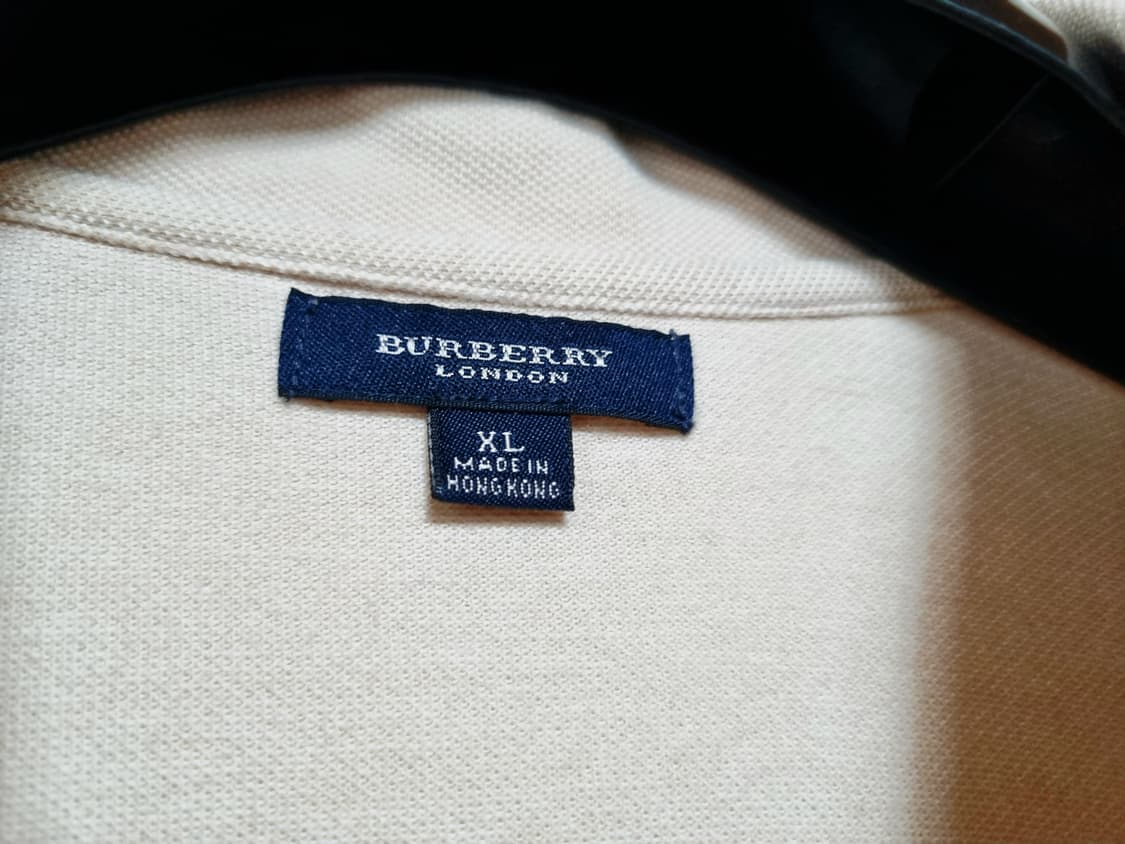 BURBERRY
LONDON
XL
MADE IN
HONG KONG